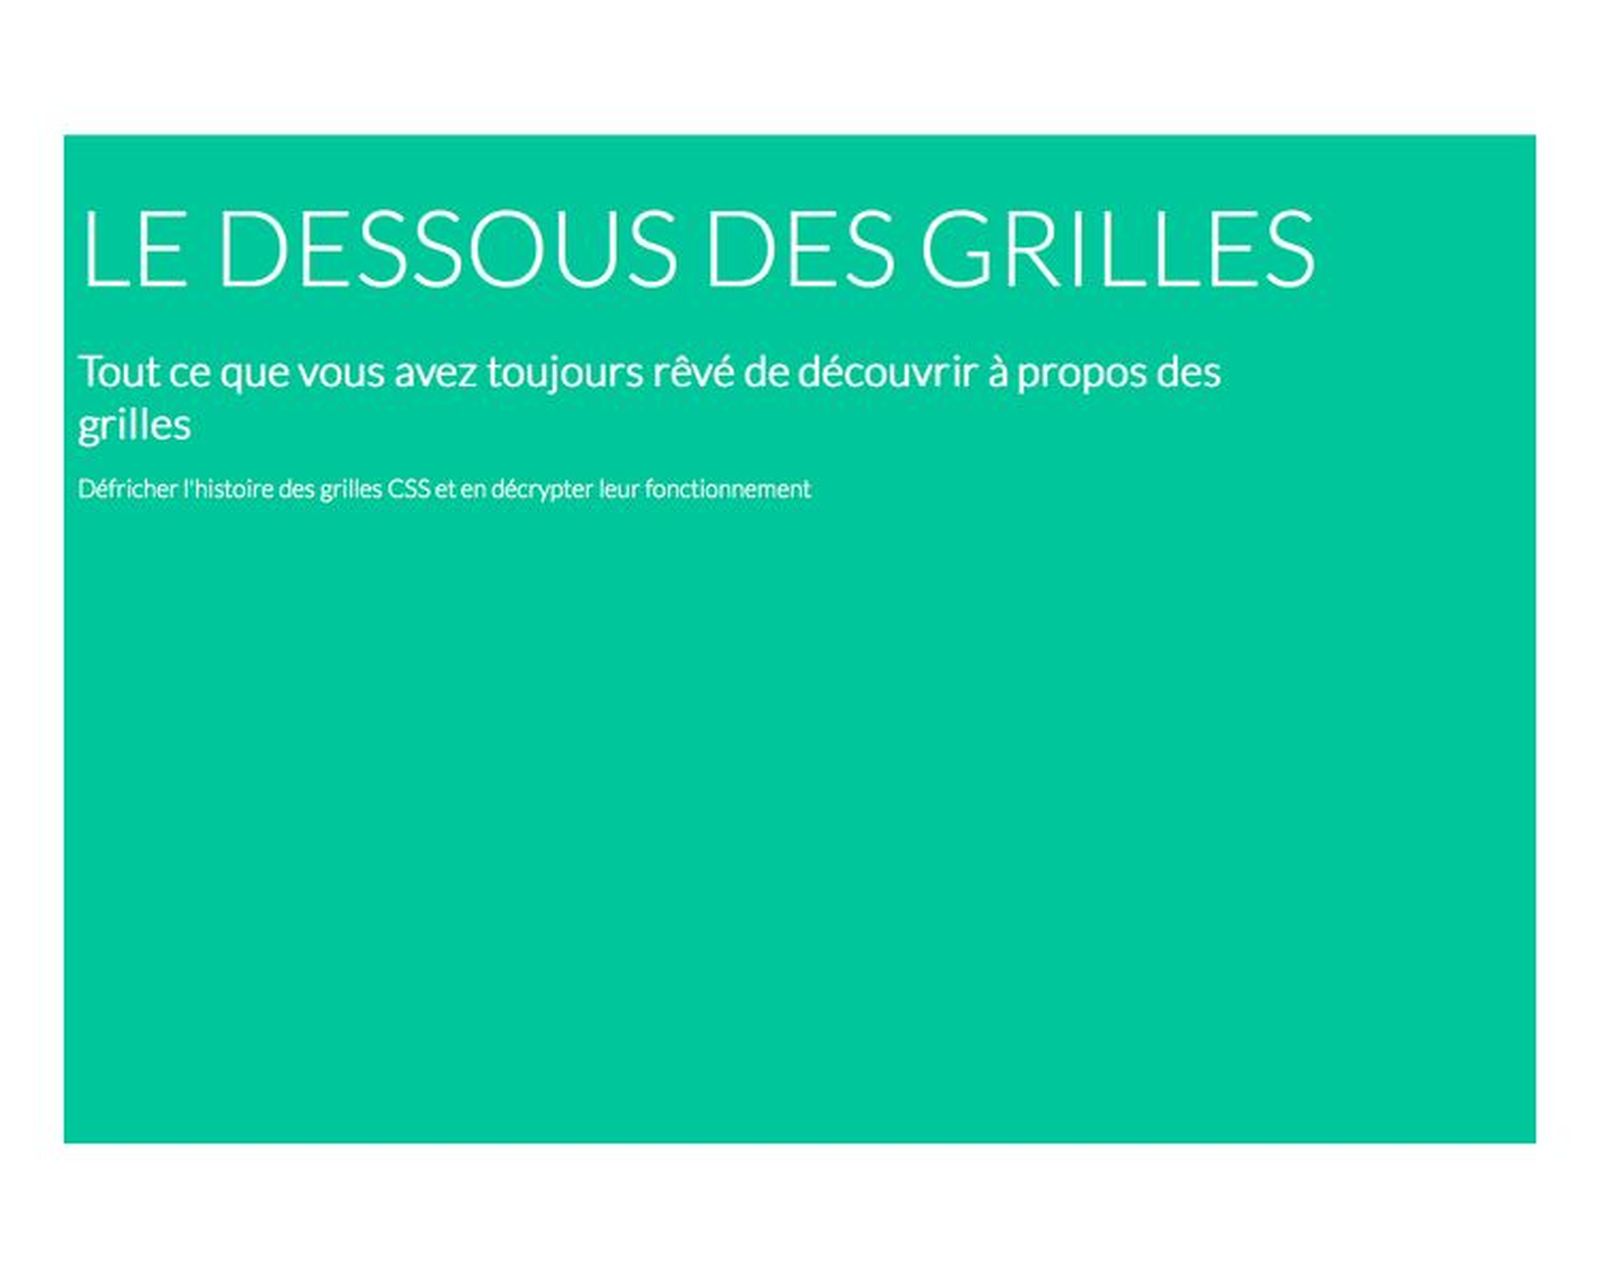 LE DESSOUS DES GRILLES
Tout ce que vous avez toujours rêvé de découvrir à propos des
grilles
Défricher l'histoire des grilles CSS et en décrypter leur fonctionnement